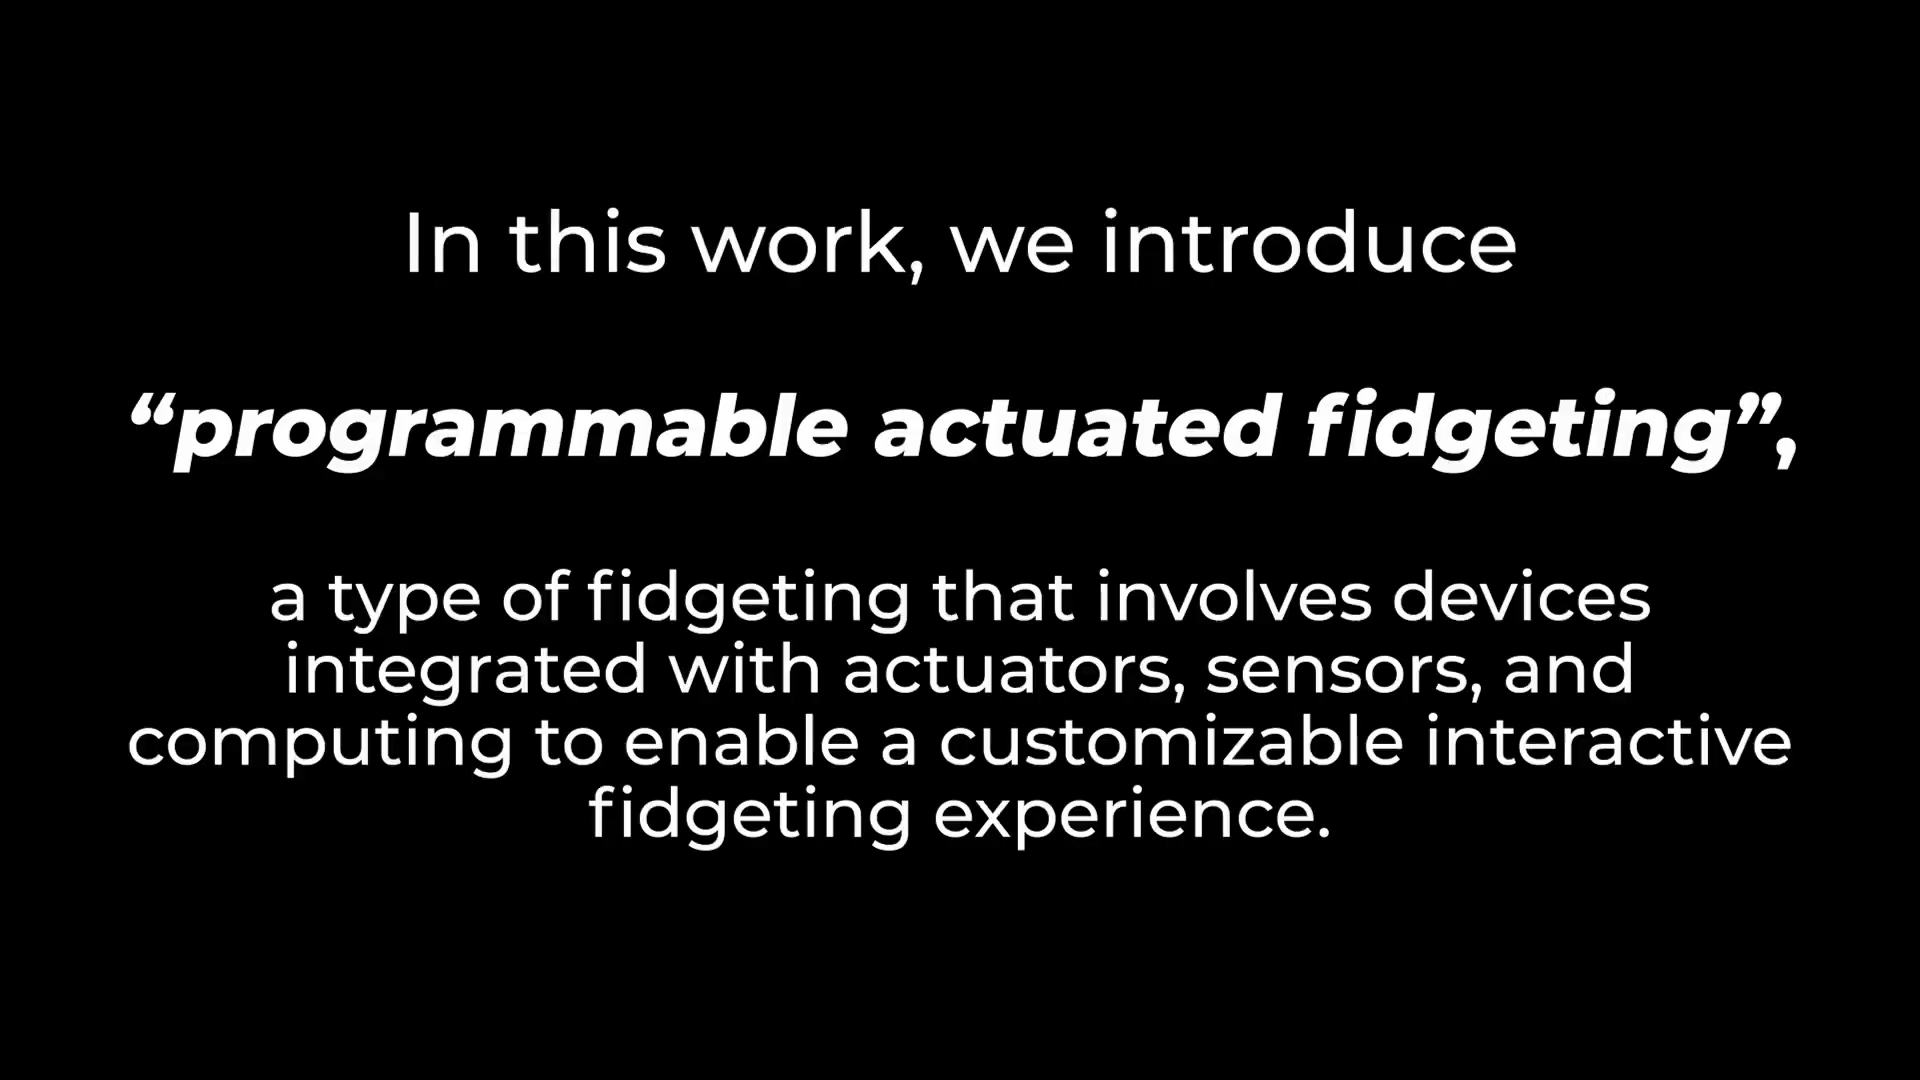 In this work, we introduce
“programmable actuated fidgeting”,
a type of fidgeting that involves devices
integrated with actuators, sensors, and
computing to enable a customizable interactive
fidgeting experience.